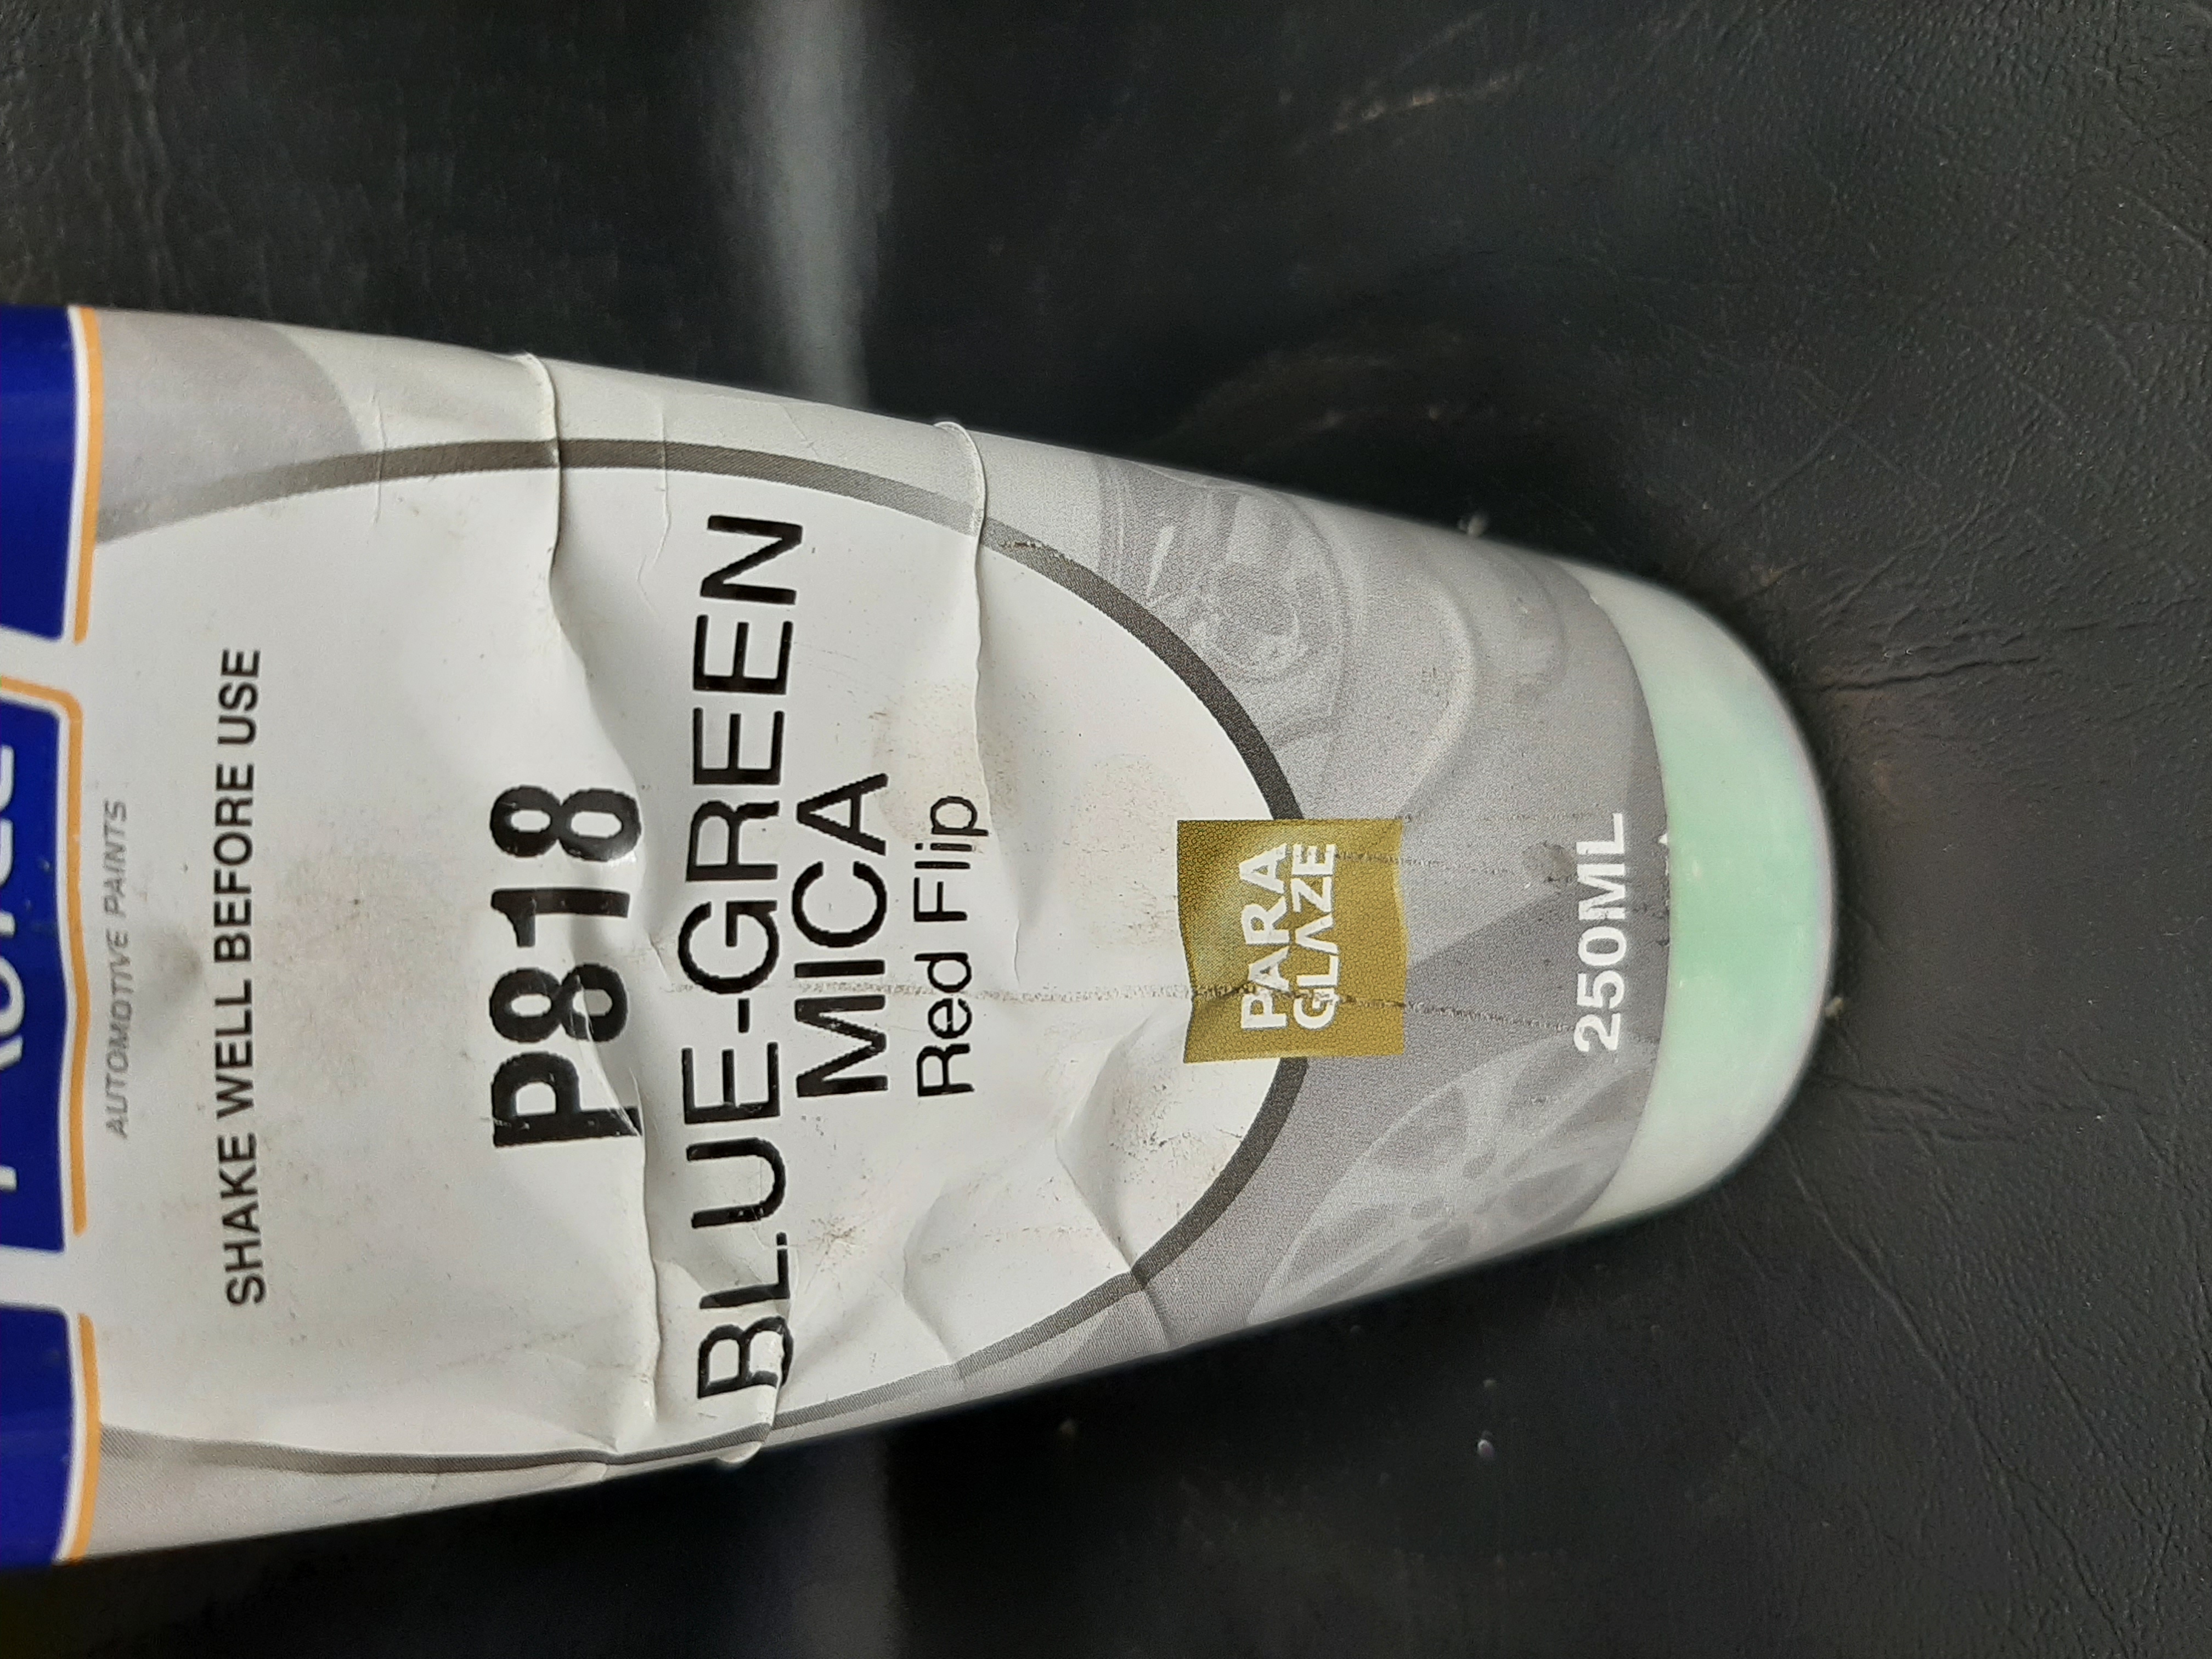 AUTOMOTIVE PAINTS
SHAKE WELL BEFORE USE
P818
BLUE-GREEN
MICA
Red Flip
PARA
GLAZE
250ML